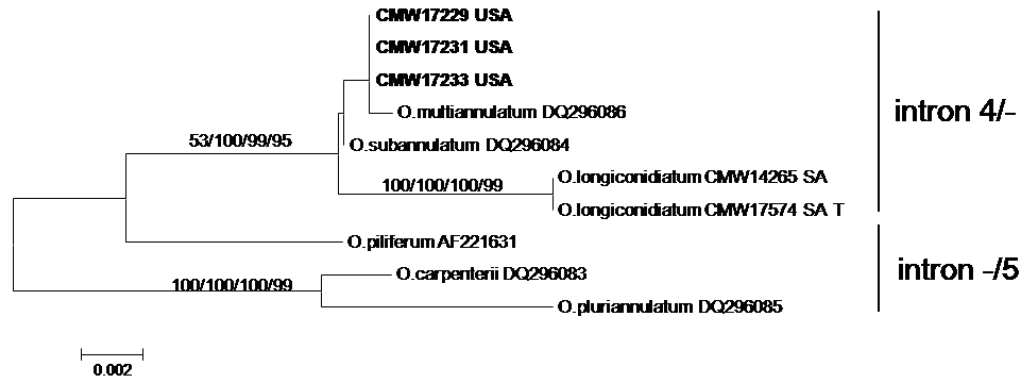 CMW17229 USA
CMW17231 USA
CMW17233 USA
O.multiannulatum DQ296086
intron 4/-
53/100/99/95
O.subannulatum DQ296084
100/100/100/99
O.longiconidiatum CMW14265 SA
O.longiconidiatum CMW17574 SA T
O.piliferum AF221631
O.carpenterii DQ296083
intron -/5
100/100/100/99
O.pluriannulatum DQ296085
0.002